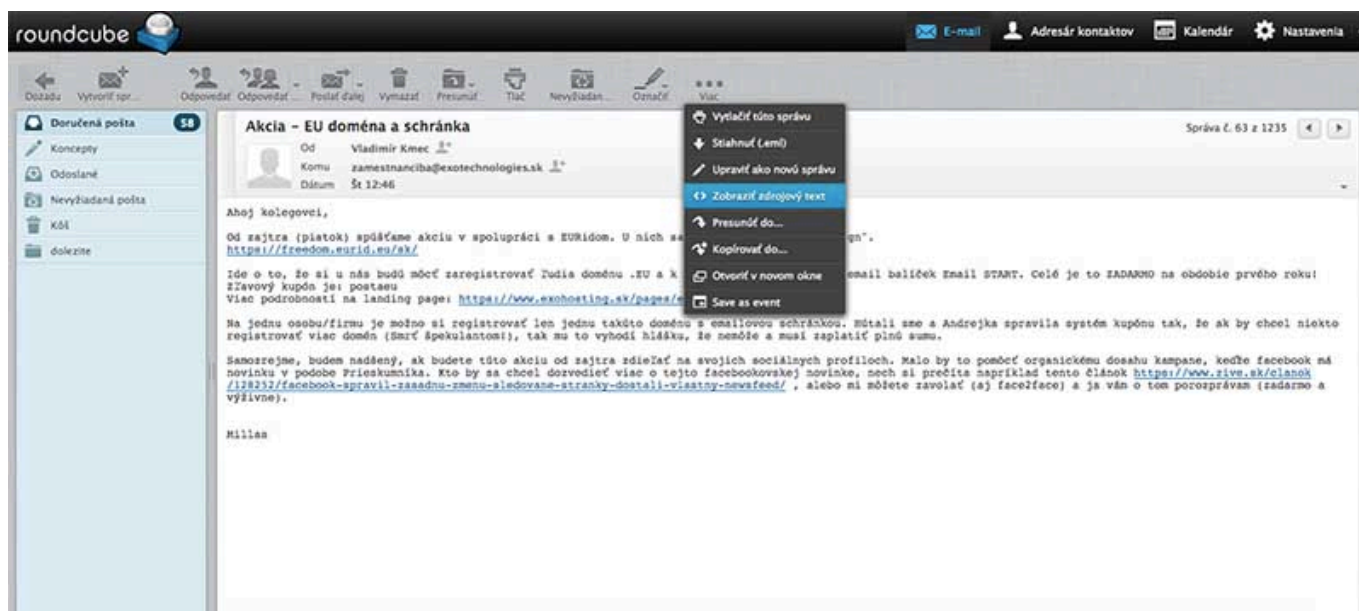 roundcube
E-mail
Adresár kontaktov
Kalendár
Nastavenia
Dozadu
Vytvoriť spr...
Odpovedať
Odpovedať ...
Poslať ďalej
Vymazať
Presunúť
Tlač
Nevyžiadan...
Označiť
Viac
Doručená pošta 58
Koncepty
Odoslané
Nevyžiadaná pošta
Kôš
dolezite
Akcia - EU doména a schránka
Správa č. 63 z 1235
Od Vladimír Kmec
Komu zamestnanciba@exotechnologies.sk
Dátum Št 12:46
Vytlačiť túto správu
Stiahnuť (.eml)
Upraviť ako novú správu
Zobraziť zdrojový text
Presunúť do...
Kopírovať do...
Otvoriť v novom okne
Save as event
Ahoj kolegovci,
Od zajtra (piatok) spúšťame akciu v spolupráci s EURidom. U nich sa gn".
https://freedom.eurid.eu/sk/
Ide o to, že si u nás budú môcť zaregistrovať ľudia doménu .EU a k email balíček Email START. Celé je to ZADARMO na obdobie prvého roku!
Zľavový kupón je: postaeu
Viac podrobností na landing page: https://www.exohosting.sk/pages/e
Na jednu osobu/firmu je možno si registrovať len jednu takúto doménu s emailovou schránkou. Hútali sme a Andrejka spravila systém kupónu tak, že ak by chcel niekto
registrovať viac domén (Smrť špekulantom!), tak mu to vyhodí hlášku, že nemôže a musí zaplatiť plnú sumu.
Samozrejme, budem nadšený, ak budete túto akciu od zajtra zdieľať na svojich sociálnych profiloch. Malo by to pomôcť organickému dosahu kampane, keďže facebook má
novinku v podobe Prieskumníka. Kto by sa chcel dozvedieť viac o tejto facebookovskej novinke, nech si prečíta napríklad tento článok https://www.zive.sk/clanok
/128252/facebook-spravil-zasadnu-zmenu-sledovane-stranky-dostali-vlastny-newsfeed/ , alebo mi môžete zavolať (aj face2face) a ja vám o tom porozprávam (zadarmo a
výživne).
Millan